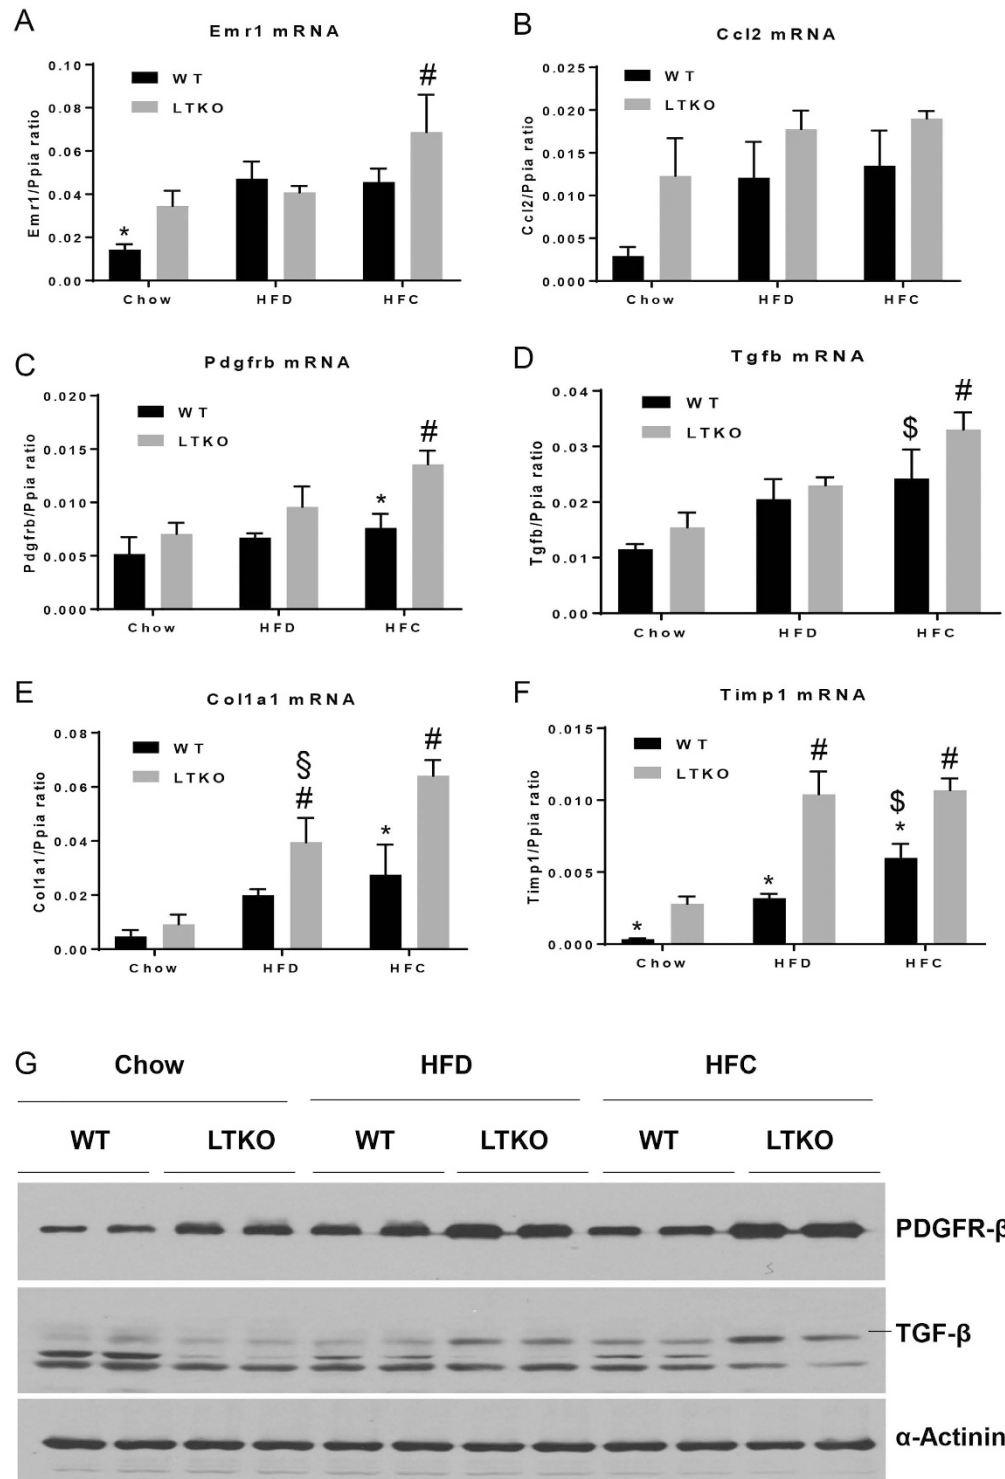 A
Emr1 mRNA
Emr1/Ppia ratio
0.10
0.08
0.06
0.04
0.02
0.00
WT
LTKO
*
#
Chow HFD HFC
B
Ccl2 mRNA
Ccl2/Ppia ratio
0.025
0.020
0.015
0.010
0.005
0.000
WT
LTKO
Chow HFD HFC
C
Pdgfrb mRNA
Pdgfrb/Ppia ratio
0.020
0.015
0.010
0.005
0.000
WT
LTKO
*
#
Chow HFD HFC
D
Tgfb mRNA
Tgfb/Ppia ratio
0.04
0.03
0.02
0.01
0.00
WT
LTKO
$
#
Chow HFD HFC
E
Col1a1 mRNA
Col1a1/Ppia ratio
0.08
0.06
0.04
0.02
0.00
WT
LTKO
§
#
*
#
Chow HFD HFC
F
Timp1 mRNA
Timp1/Ppia ratio
0.015
0.010
0.005
0.000
WT
LTKO
*
*
#
$
*
#
Chow HFD HFC
G
Chow HFD HFC
WT LTKO WT LTKO WT LTKO
PDGFR-β
TGF-β
α-Actinin